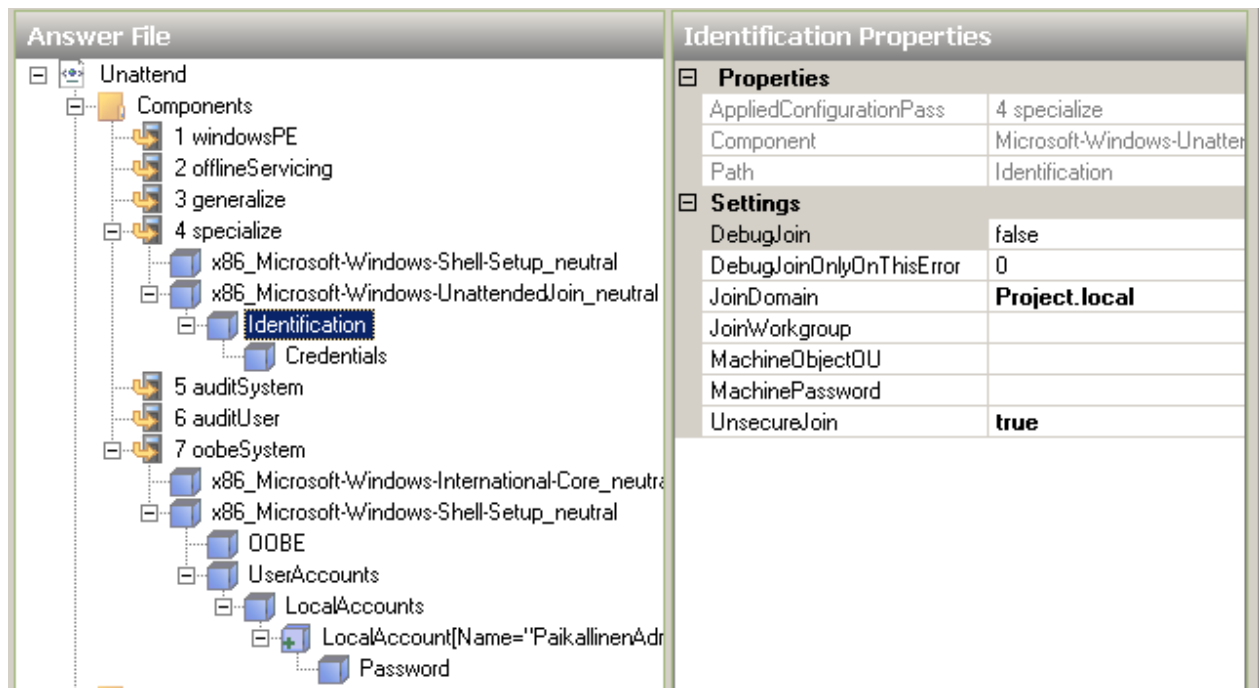 Answer File
Unattend
Components
1 windowsPE
2 offlineServicing
3 generalize
4 specialize
x86_Microsoft-Windows-Shell-Setup_neutral
x86_Microsoft-Windows-UnattendedJoin_neutral
Identification
Credentials
5 auditSystem
6 auditUser
7 oobeSystem
x86_Microsoft-Windows-International-Core_neutra
x86_Microsoft-Windows-Shell-Setup_neutral
OOBE
UserAccounts
LocalAccounts
LocalAccount[Name="PaikallinenAdr
Password
Identification Properties
Properties
AppliedConfigurationPass 4 specialize
Component Microsoft-Windows-Unatter
Path Identification
Settings
DebugJoin false
DebugJoinOnlyOnThisError 0
JoinDomain Project.local
JoinWorkgroup
MachineObjectOU
MachinePassword
UnsecureJoin true